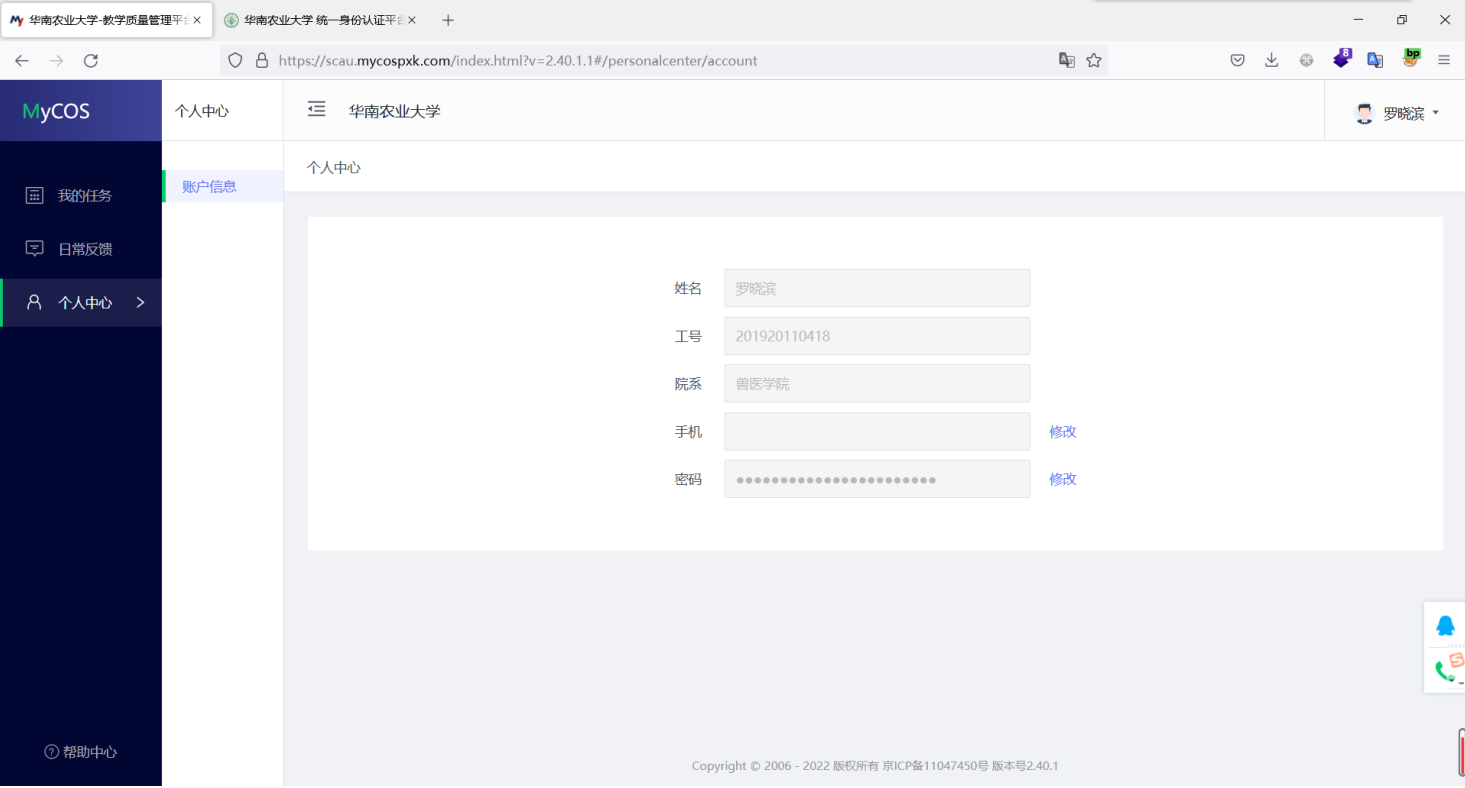 华南农业大学-教学质量管理平台
华南农业大学 统一身份认证平台
https://scau.mycospxk.com/index.html?v=2.40.1.1#/personalcenter/account
8
bp
MyCOS
个人中心
华南农业大学
罗晓滨
我的任务
日常反馈
个人中心
账户信息
个人中心
姓名 罗晓滨
工号 201920110418
院系 兽医学院
手机 修改
密码 ••••••••••••••••••••••• 修改
帮助中心
Copyright © 2006 - 2022 版权所有 京ICP备11047450号 版本号2.40.1